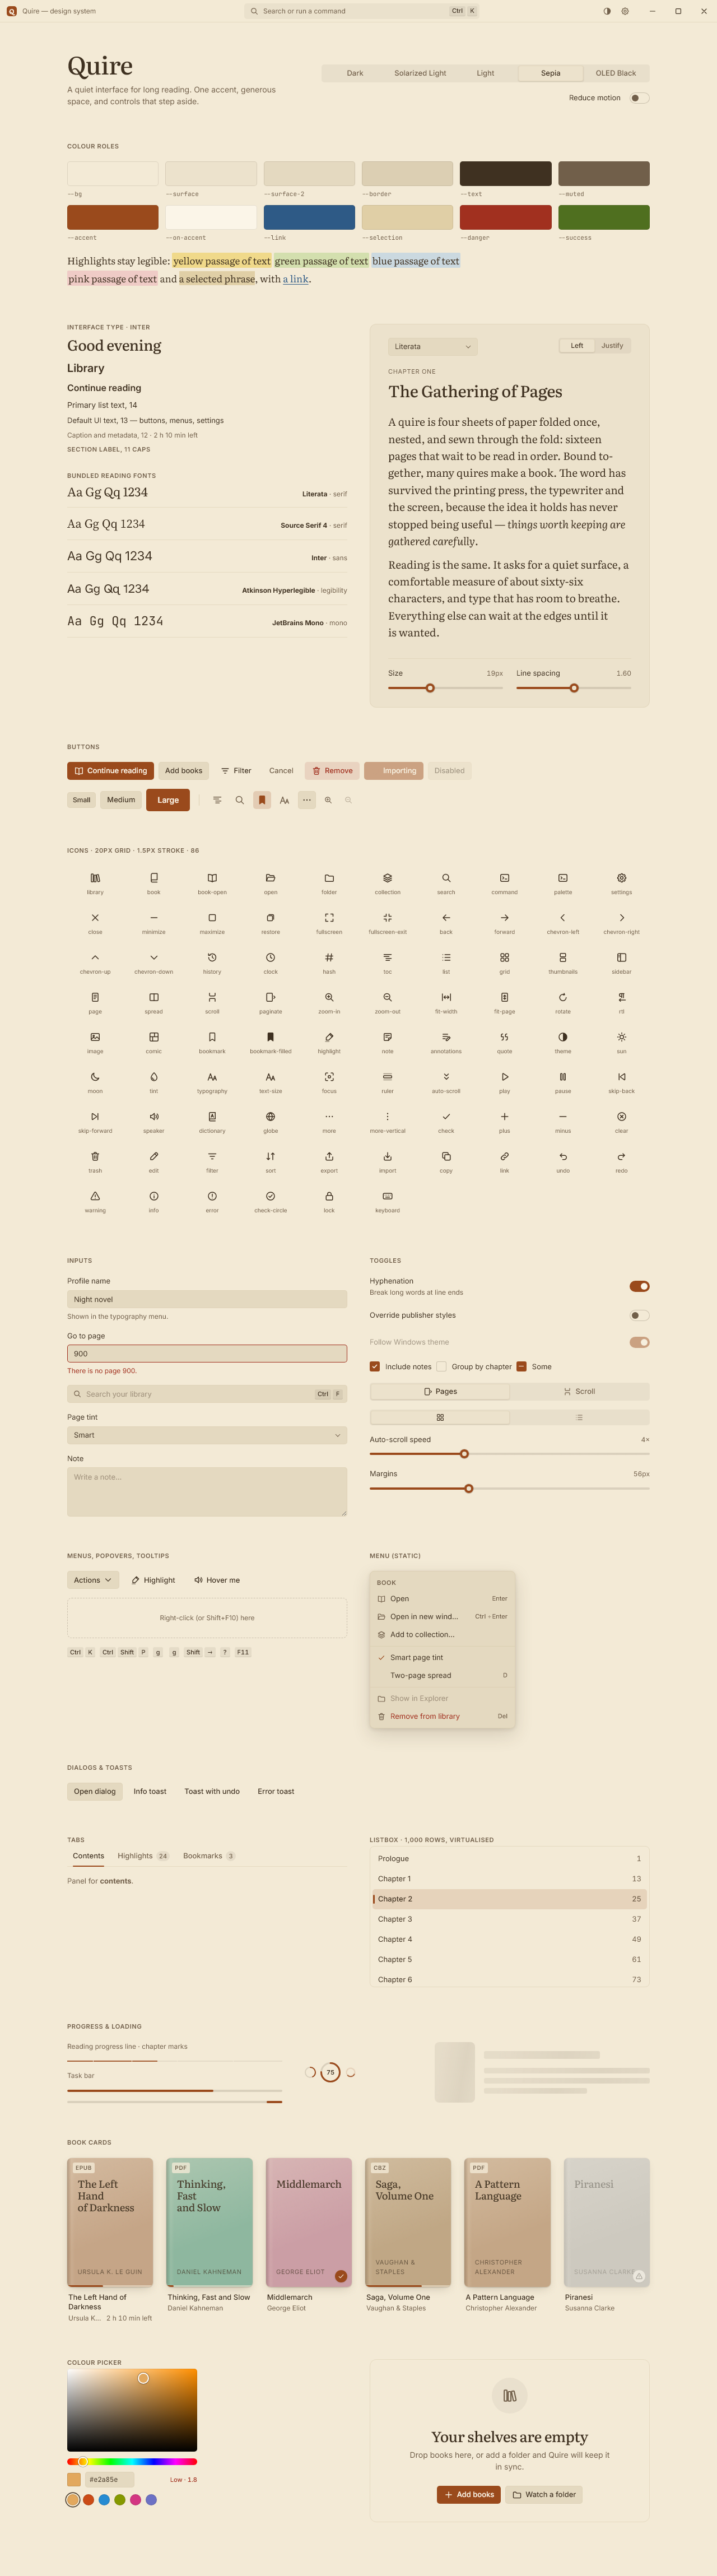 Quire — design system
Search or run a command
Ctrl K
Quire
A quiet interface for long reading. One accent, generous
space, and controls that step aside.
Dark
Solarized Light
Light
Sepia
OLED Black
Reduce motion
COLOUR ROLES
--bg
--surface
--surface-2
--border
--text
--muted
--accent
--on-accent
--link
--selection
--danger
--success
Highlights stay legible: yellow passage of text green passage of text blue passage of text
pink passage of text and a selected phrase, with a link.
INTERFACE TYPE · INTER
Good evening
Library
Continue reading
Primary list text, 14
Default UI text, 13 — buttons, menus, settings
Caption and metadata, 12 · 2 h 10 min left
SECTION LABEL, 11 CAPS
BUNDLED READING FONTS
Aa Gg Qq 1234
Literata · serif
Aa Gg Qq 1234
Source Serif 4 · serif
Aa Gg Qq 1234
Inter · sans
Aa Gg Qq 1234
Atkinson Hyperlegible · legibility
Aa Gg Qq 1234
JetBrains Mono · mono
Literata
Left
Justify
CHAPTER ONE
The Gathering of Pages
A quire is four sheets of paper folded once,
nested, and sewn through the fold: sixteen
pages that wait to be read in order. Bound to-
gether, many quires make a book. The word has
survived the printing press, the typewriter and
the screen, because the idea it holds has never
stopped being useful — things worth keeping are
gathered carefully.
Reading is the same. It asks for a quiet surface, a
comfortable measure of about sixty-six
characters, and type that has room to breathe.
Everything else can wait at the edges until it
is wanted.
Size
19px
Line spacing
1.60
BUTTONS
Continue reading
Add books
Filter
Cancel
Remove
Importing
Disabled
Small
Medium
Large
ICONS · 20PX GRID · 1.5PX STROKE · 86
library
book
book-open
open
folder
collection
search
command
palette
settings
close
minimize
maximize
restore
fullscreen
fullscreen-exit
back
forward
chevron-left
chevron-right
chevron-up
chevron-down
history
clock
hash
toc
list
grid
thumbnails
sidebar
page
spread
scroll
paginate
zoom-in
zoom-out
fit-width
fit-page
rotate
rtl
image
comic
bookmark
bookmark-filled
highlight
note
annotations
quote
theme
sun
moon
tint
typography
text-size
focus
ruler
auto-scroll
play
pause
skip-back
skip-forward
speaker
dictionary
globe
more
more-vertical
check
plus
minus
clear
trash
edit
filter
sort
export
import
copy
link
undo
redo
warning
info
error
check-circle
lock
keyboard
INPUTS
Profile name
Night novel
Shown in the typography menu.
Go to page
900
There is no page 900.
Search your library
Ctrl F
Page tint
Smart
Note
Write a note...
TOGGLES
Hyphenation
Break long words at line ends
Override publisher styles
Follow Windows theme
Include notes
Group by chapter
Some
Pages
Scroll
Auto-scroll speed
4×
Margins
56px
MENUS, POPOVERS, TOOLTIPS
Actions
Highlight
Hover me
Right-click (or Shift+F10) here
Ctrl K Ctrl Shift P g g Shift → ? F11
MENU (STATIC)
BOOK
Open
Enter
Open in new wind...
Ctrl + Enter
Add to collection...
Smart page tint
Two-page spread
D
Show in Explorer
Remove from library
Del
DIALOGS & TOASTS
Open dialog
Info toast
Toast with undo
Error toast
TABS
Contents
Highlights 24
Bookmarks 3
Panel for contents.
LISTBOX · 1,000 ROWS, VIRTUALISED
Prologue
1
Chapter 1
13
Chapter 2
25
Chapter 3
37
Chapter 4
49
Chapter 5
61
Chapter 6
73
PROGRESS & LOADING
Reading progress line · chapter marks
Task bar
75
BOOK CARDS
EPUB
The Left
Hand
of Darkness
URSULA K. LE GUIN
The Left Hand of
Darkness
Ursula K... 2 h 10 min left
PDF
Thinking,
Fast
and Slow
DANIEL KAHNEMAN
Thinking, Fast and Slow
Daniel Kahneman
Middlemarch
GEORGE ELIOT
Middlemarch
George Eliot
CBZ
Saga,
Volume One
VAUGHAN &
STAPLES
Saga, Volume One
Vaughan & Staples
PDF
A Pattern
Language
CHRISTOPHER
ALEXANDER
A Pattern Language
Christopher Alexander
Piranesi
SUSANNA CLARKE
Piranesi
Susanna Clarke
COLOUR PICKER
#e2a85e
Low · 1.8
Your shelves are empty
Drop books here, or add a folder and Quire will keep it
in sync.
Add books
Watch a folder